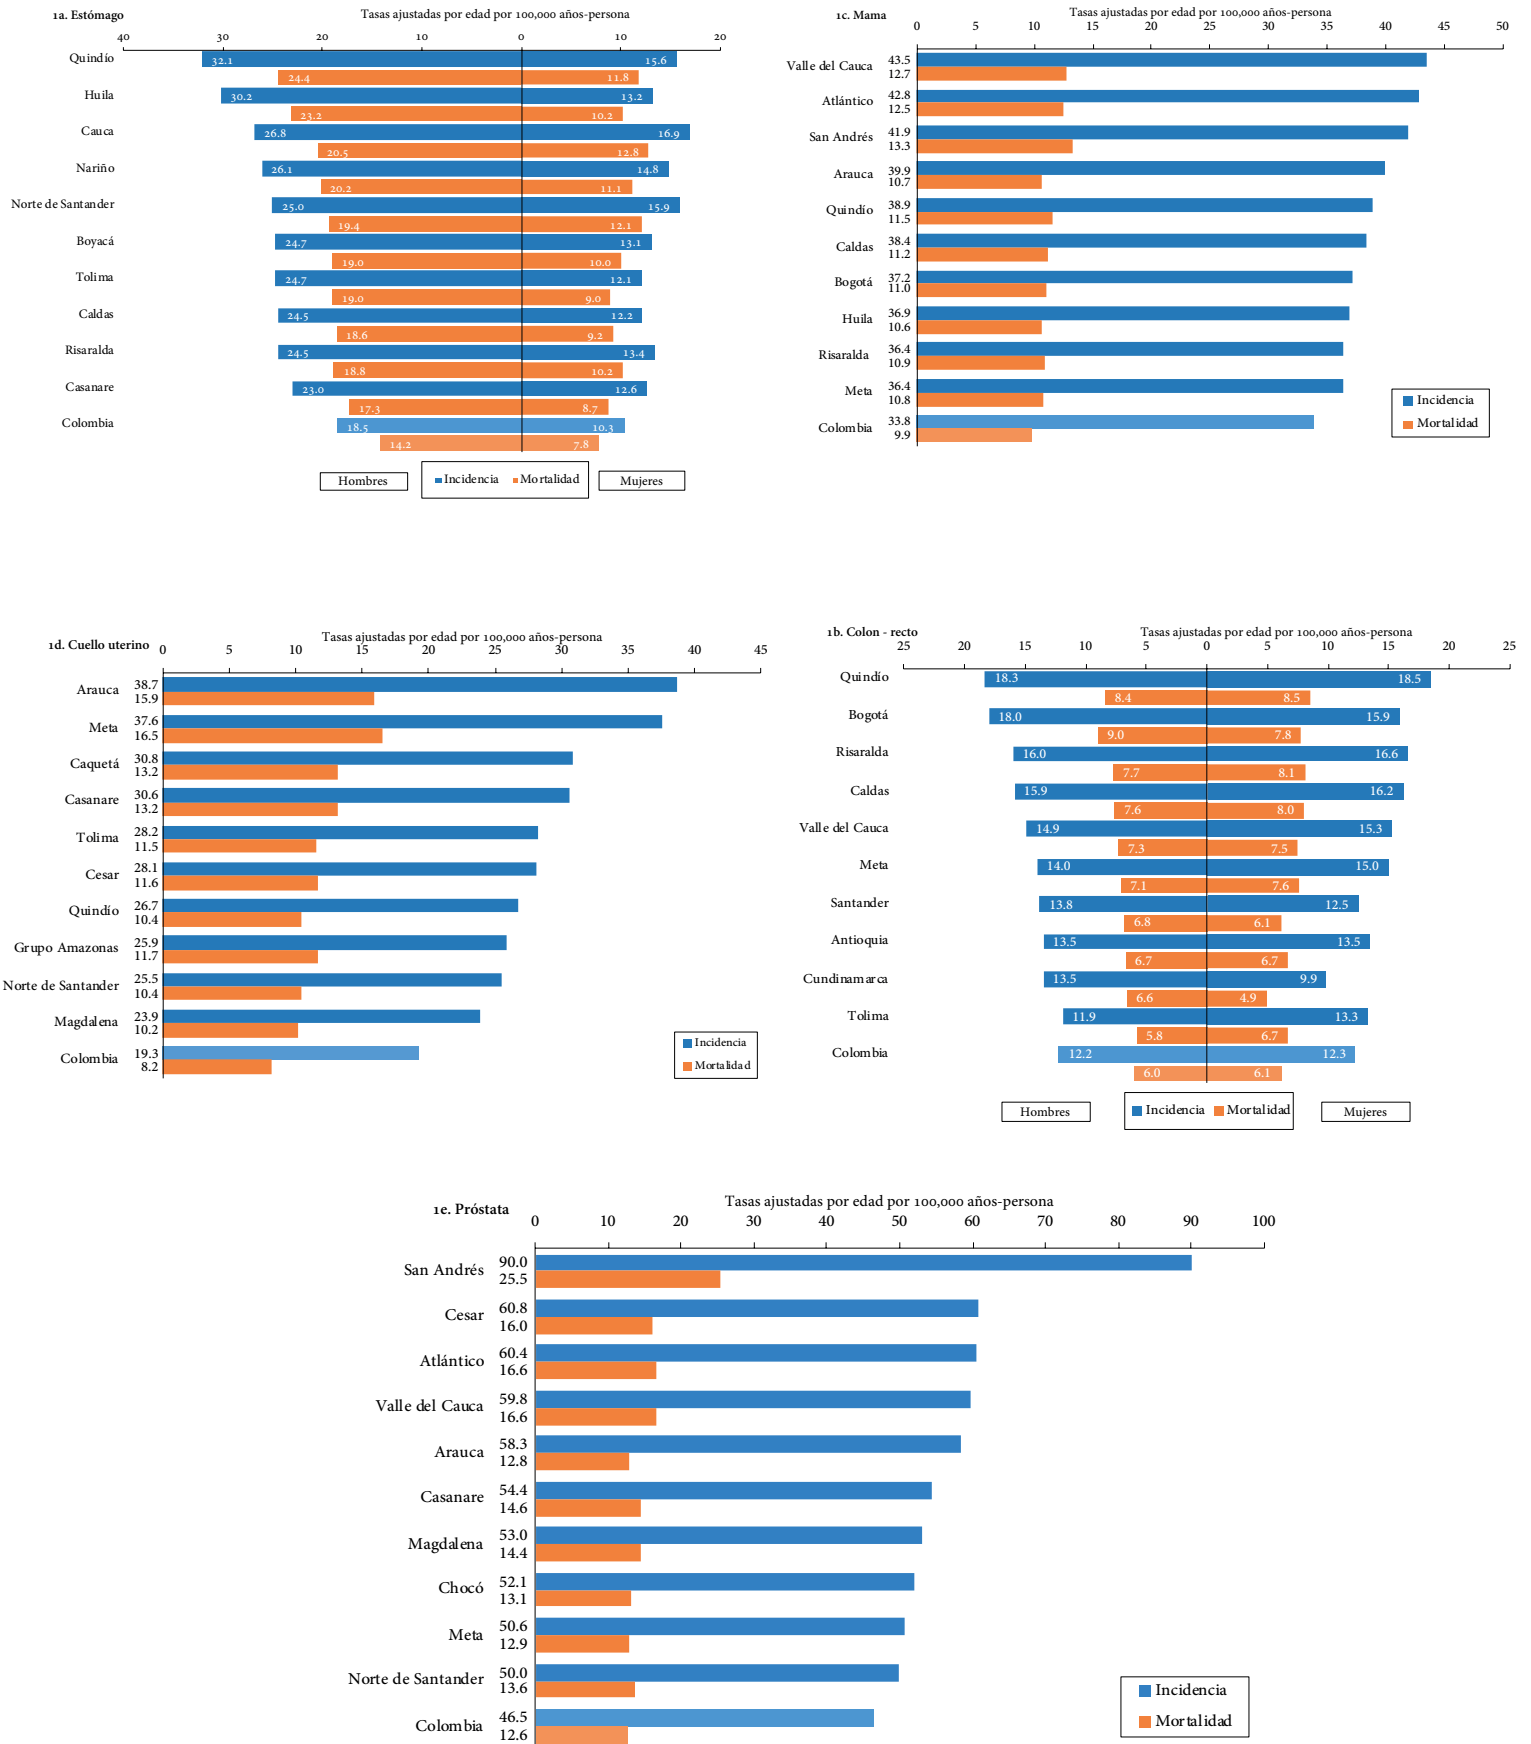 1a. Estómago
Tasas ajustadas por edad por 100,000 años-persona
40 30 20 10 0 10 20
Quindío 32.1 15.6
24.4 11.8
Huila 30.2 13.2
23.2 10.2
Cauca 26.8 16.9
20.5 12.8
Nariño 26.1 14.8
20.2 11.1
Norte de Santander 25.0 15.9
19.4 12.1
Boyacá 24.7 13.1
19.0 10.0
Tolima 24.7 12.1
19.0 9.0
Caldas 24.5 12.2
18.6 9.2
Risaralda 24.5 13.4
18.8 10.2
Casanare 23.0 12.6
17.3 8.7
Colombia 18.5 10.3
14.2 7.8
Hombres Incidencia Mortalidad Mujeres
1c. Mama
Tasas ajustadas por edad por 100,000 años-persona
0 5 10 15 20 25 30 35 40 45 50
Valle del Cauca 43.5
12.7
Atlántico 42.8
12.5
San Andrés 41.9
13.3
Arauca 39.9
10.7
Quindío 38.9
11.5
Caldas 38.4
11.2
Bogotá 37.2
11.0
Huila 36.9
10.6
Risaralda 36.4
10.9
Meta 36.4
10.8
Colombia 33.8
9.9
Incidencia
Mortalidad
1d. Cuello uterino
Tasas ajustadas por edad por 100,000 años-persona
0 5 10 15 20 25 30 35 40 45
Arauca 38.7
15.9
Meta 37.6
16.5
Caquetá 30.8
13.2
Casanare 30.6
13.2
Tolima 28.2
11.5
Cesar 28.1
11.6
Quindío 26.7
10.4
Grupo Amazonas 25.9
11.7
Norte de Santander 25.5
10.4
Magdalena 23.9
10.2
Colombia 19.3
8.2
Incidencia
Mortalidad
1b. Colon - recto
Tasas ajustadas por edad por 100,000 años-persona
25 20 15 10 5 0 5 10 15 20 25
Quindío 18.3 18.5
8.4 8.5
Bogotá 18.0 15.9
9.0 7.8
Risaralda 16.0 16.6
7.7 8.1
Caldas 15.9 16.2
7.6 8.0
Valle del Cauca 14.9 15.3
7.3 7.5
Meta 14.0 15.0
7.1 7.6
Santander 13.8 12.5
6.8 6.1
Antioquia 13.5 13.5
6.7 6.7
Cundinamarca 13.5 9.9
6.6 4.9
Tolima 11.9 13.3
5.8 6.7
Colombia 12.2 12.3
6.0 6.1
Hombres Incidencia Mortalidad Mujeres
1e. Próstata
Tasas ajustadas por edad por 100,000 años-persona
0 10 20 30 40 50 60 70 80 90 100
San Andrés 90.0
25.5
Cesar 60.8
16.0
Atlántico 60.4
16.6
Valle del Cauca 59.8
16.6
Arauca 58.3
12.8
Casanare 54.4
14.6
Magdalena 53.0
14.4
Chocó 52.1
13.1
Meta 50.6
12.9
Norte de Santander 50.0
13.6
Colombia 46.5
12.6
Incidencia
Mortalidad